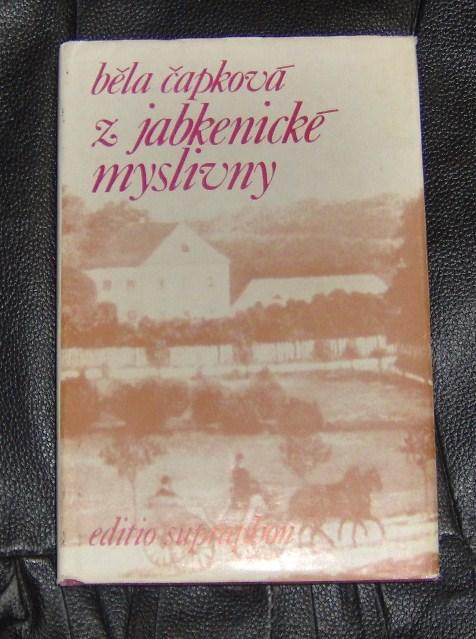 běla čapková
z jabkenické
myslivny
editio supraphon